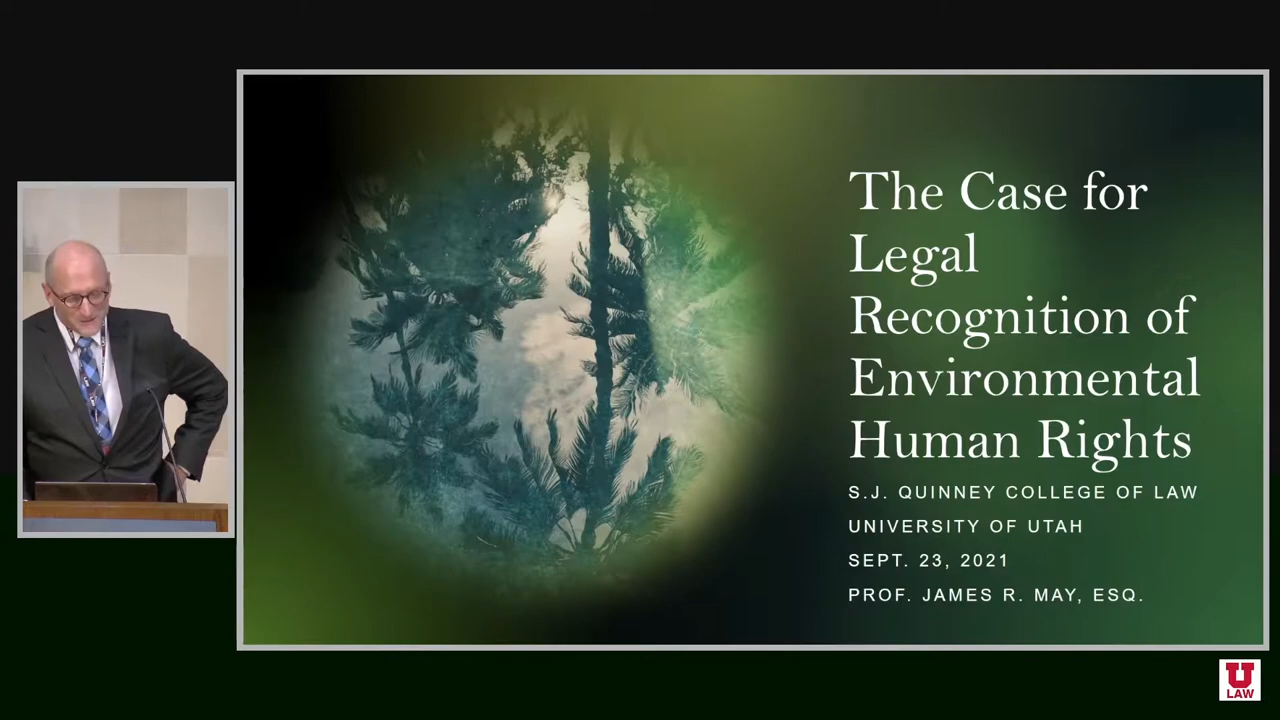 The Case for
Legal
Recognition of
Environmental
Human Rights
S.J. QUINNEY COLLEGE OF LAW
UNIVERSITY OF UTAH
SEPT. 23, 2021
PROF. JAMES R. MAY, ESQ.
U
LAW